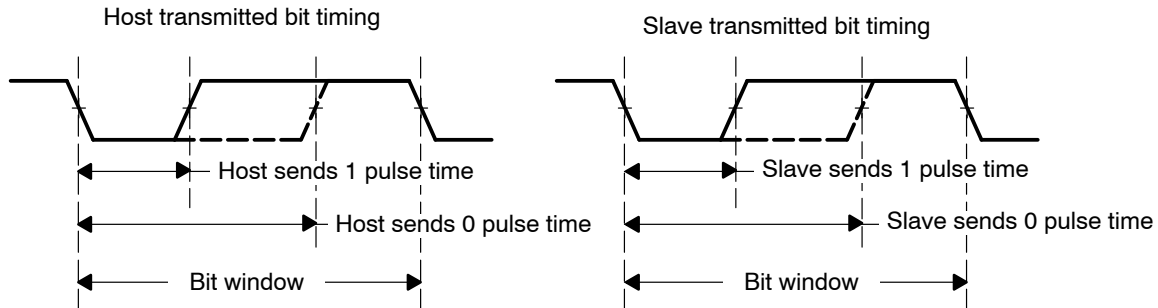 Host transmitted bit timing
Host sends 1 pulse time
Host sends 0 pulse time
Bit window
Slave transmitted bit timing
Slave sends 1 pulse time
Slave sends 0 pulse time
Bit window